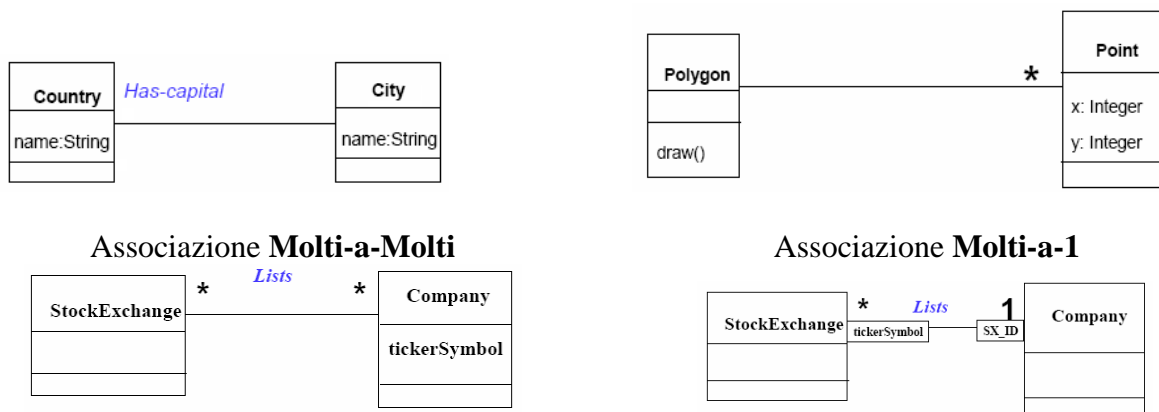 Country
name:String
Has-capital
City
name:String
Polygon
draw()
*
Point
x: Integer
y: Integer
Associazione Molti-a-Molti
StockExchange
*
Lists
*
Company
tickerSymbol
Associazione Molti-a-1
StockExchange
*
tickerSymbol
Lists
1
SX_ID
Company